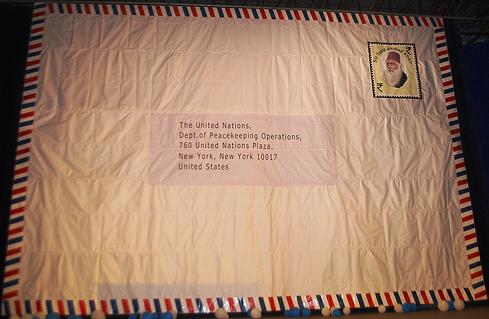 The United Nations,
Dept.of Peacekeeping Operations,
760 United Nations Plaza.
New York, New York 10017
United States